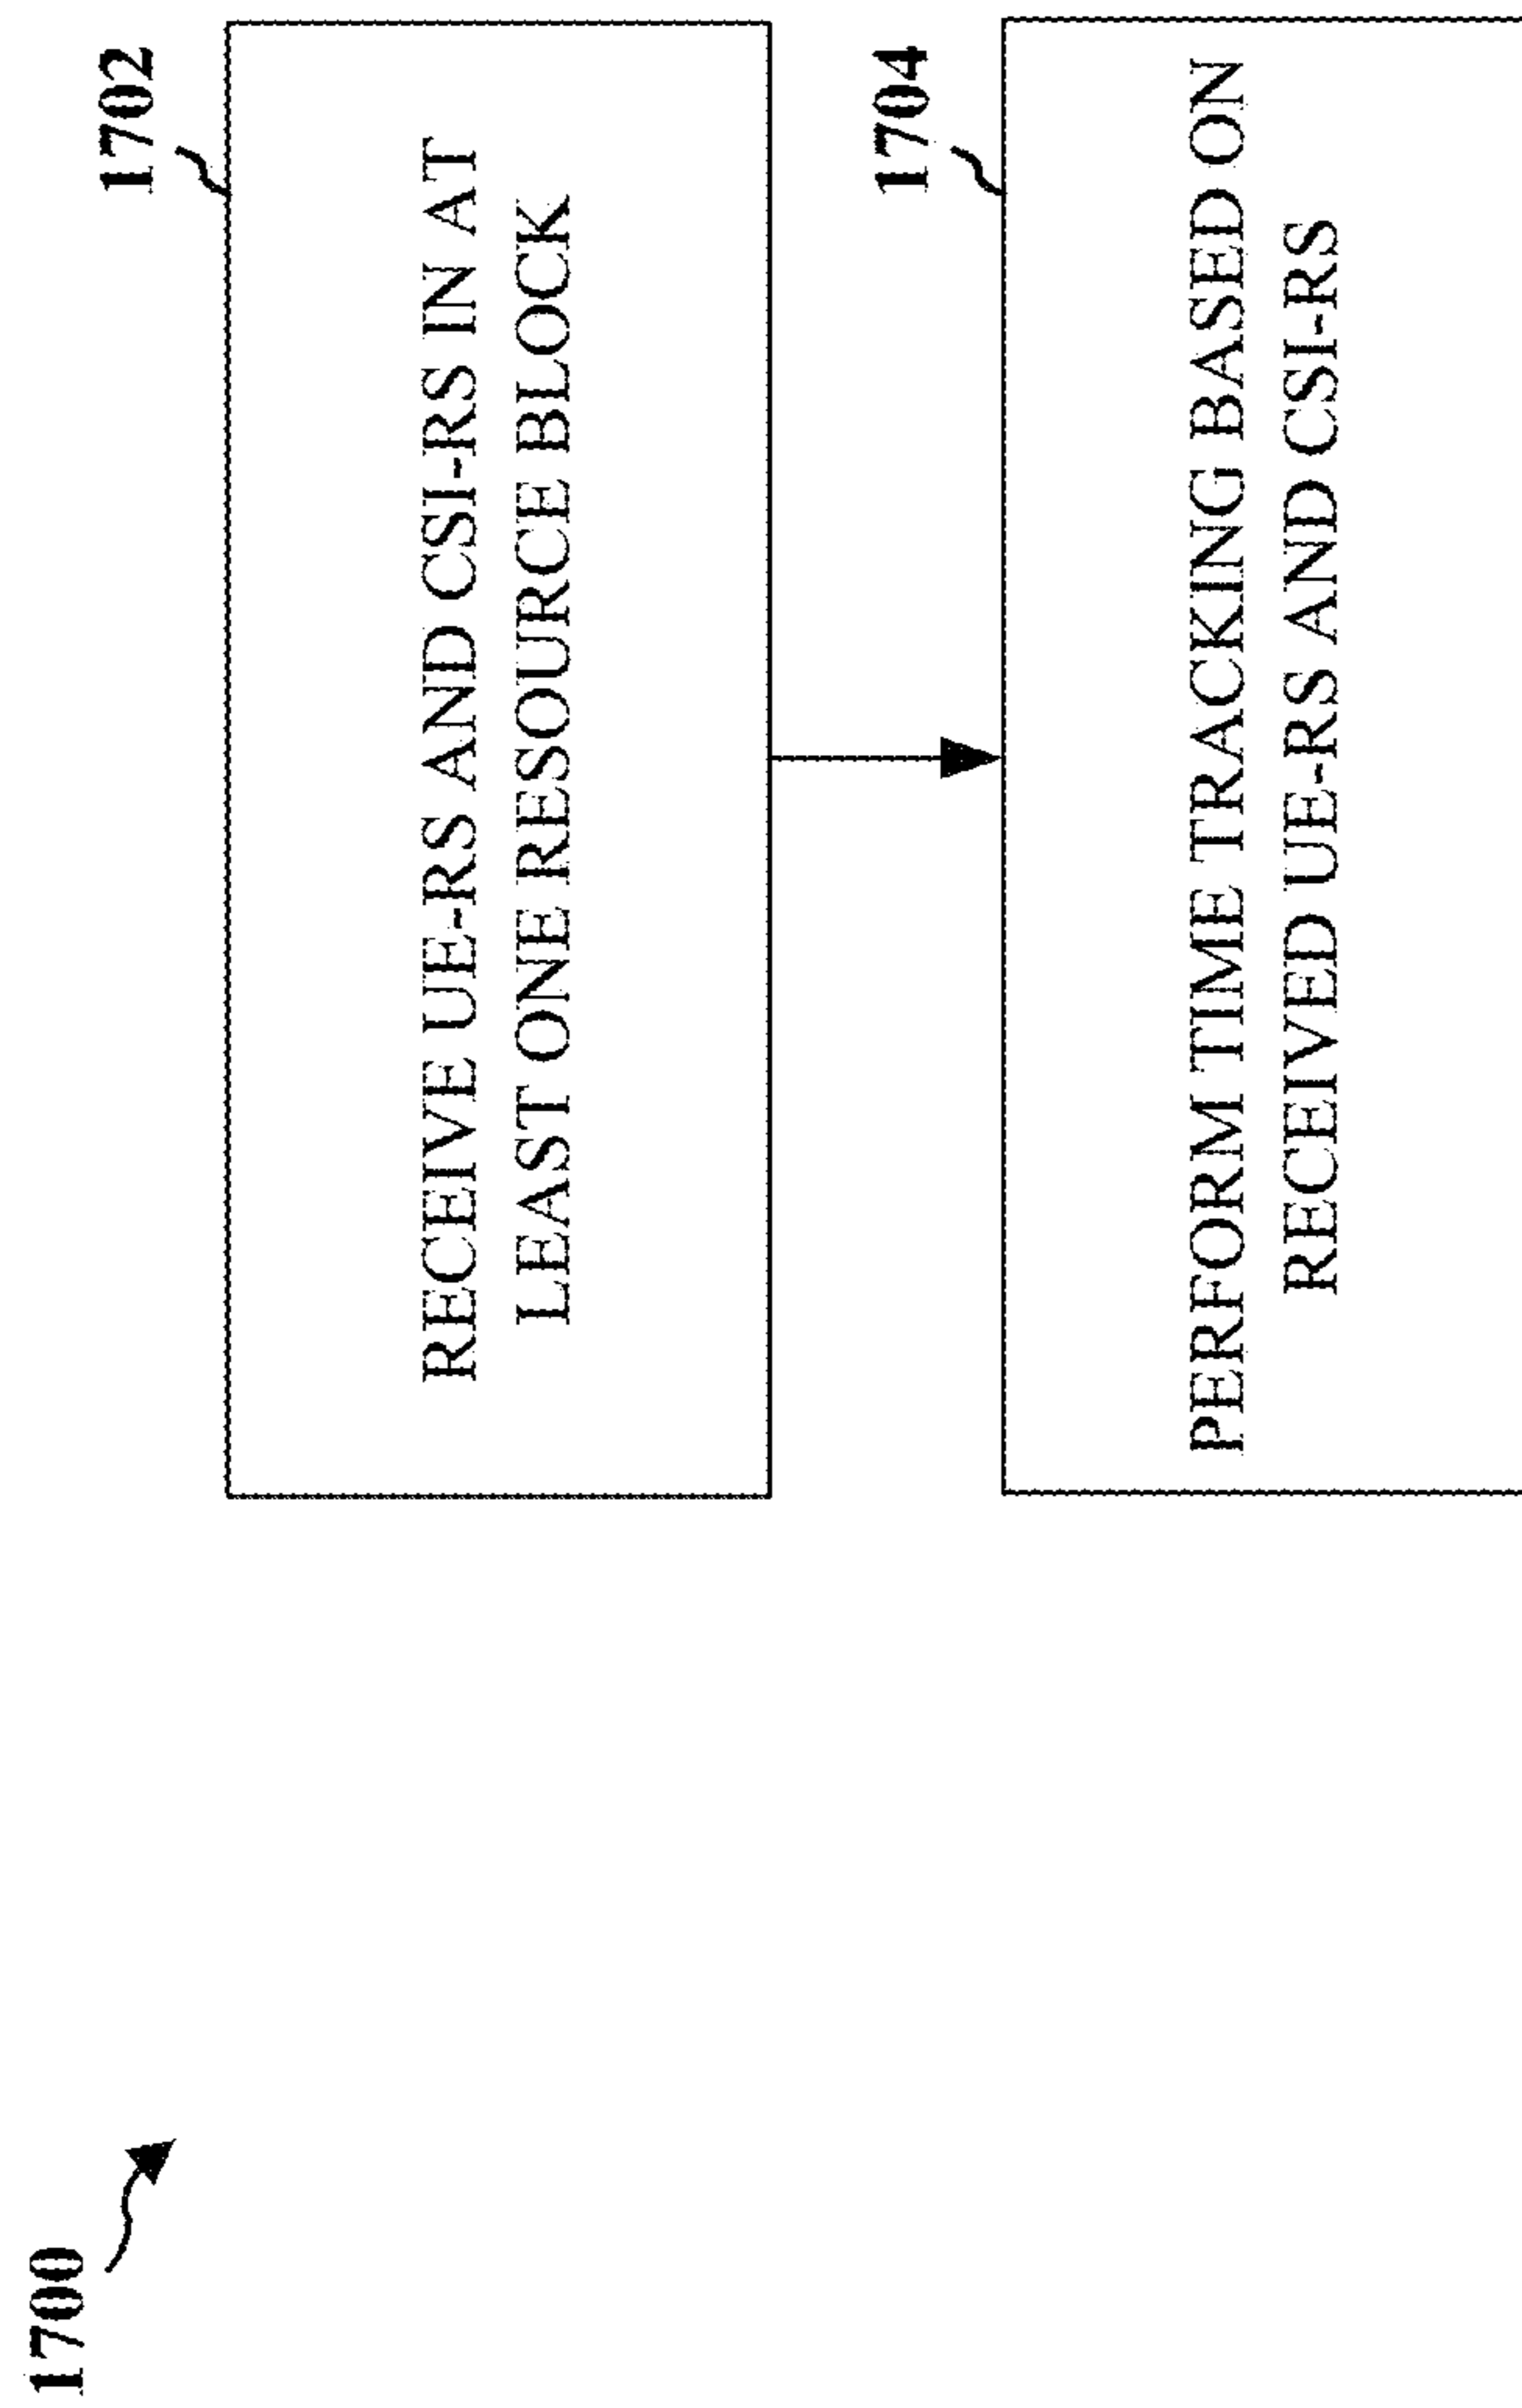 1700
1702
RECEIVE UE-RS AND CSI-RS IN AT
LEAST ONE RESOURCE BLOCK
1704
PERFORM TIME TRACKING BASED ON
RECEIVED UE-RS AND CSI-RS